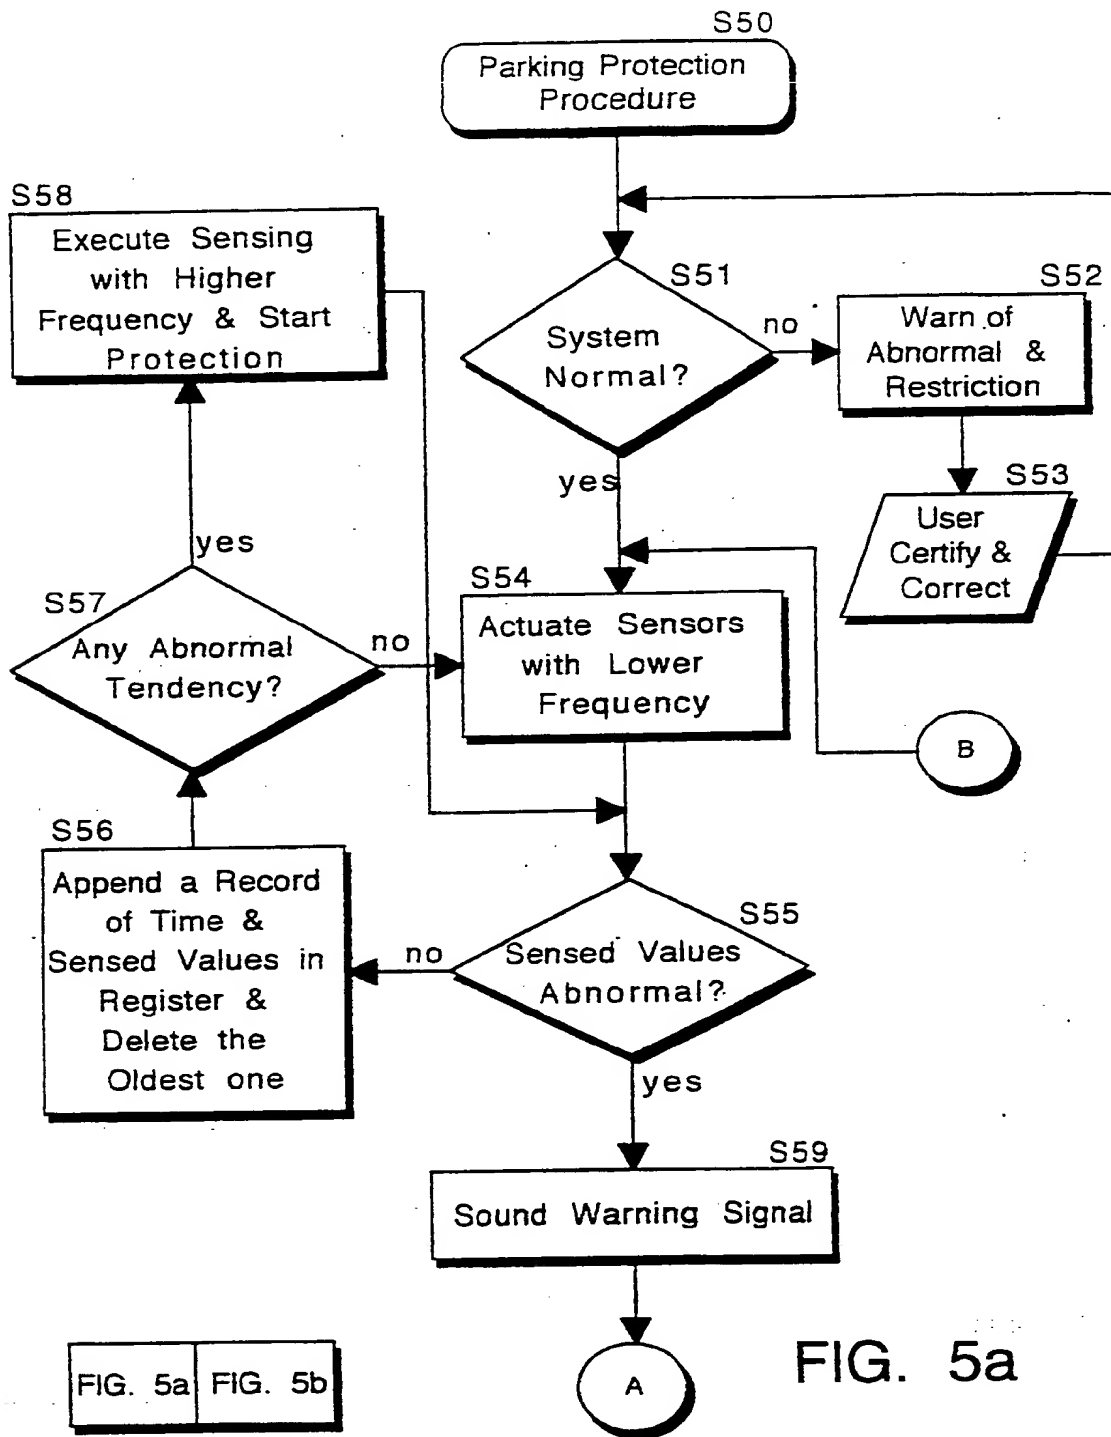 S50
Parking Protection
Procedure
S58
Execute Sensing
with Higher
Frequency & Start
Protection
S51
System
Normal?
no
S52
Warn of
Abnormal &
Restriction
yes
S53
User
Certify &
Correct
yes
S57
Any Abnormal
Tendency?
no
S54
Actuate Sensors
with Lower
Frequency
B
S56
Append a Record
of Time &
Sensed Values in
Register &
Delete the
Oldest one
no
S55
Sensed Values
Abnormal?
yes
S59
Sound Warning Signal
A
FIG. 5a
FIG. 5b
FIG. 5a